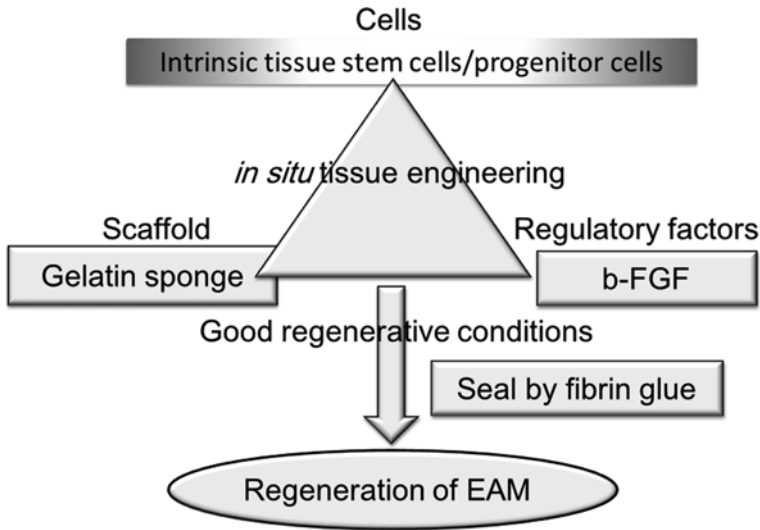 Cells
Intrinsic tissue stem cells/progenitor cells
in situ tissue engineering
Scaffold
Regulatory factors
Gelatin sponge
b-FGF
Good regenerative conditions
Seal by fibrin glue
Regeneration of EAM